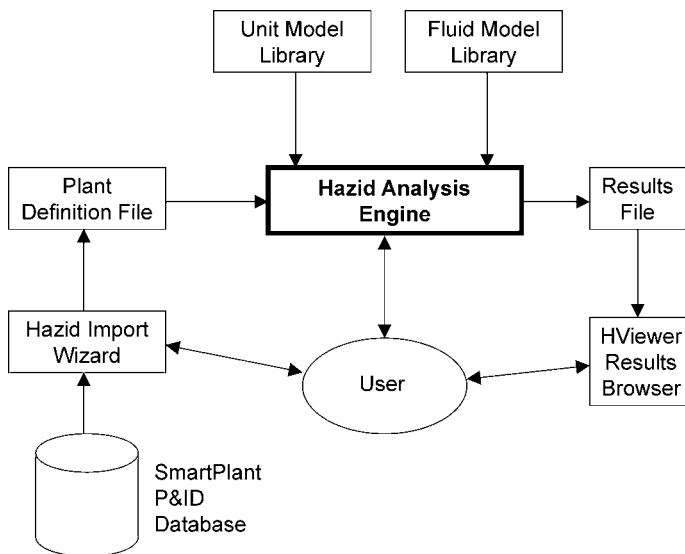 Unit Model
Library
Fluid Model
Library
Plant
Definition File
Hazid Analysis
Engine
Results
File
Hazid Import
Wizard
User
HViewer
Results
Browser
SmartPlant
P&ID
Database